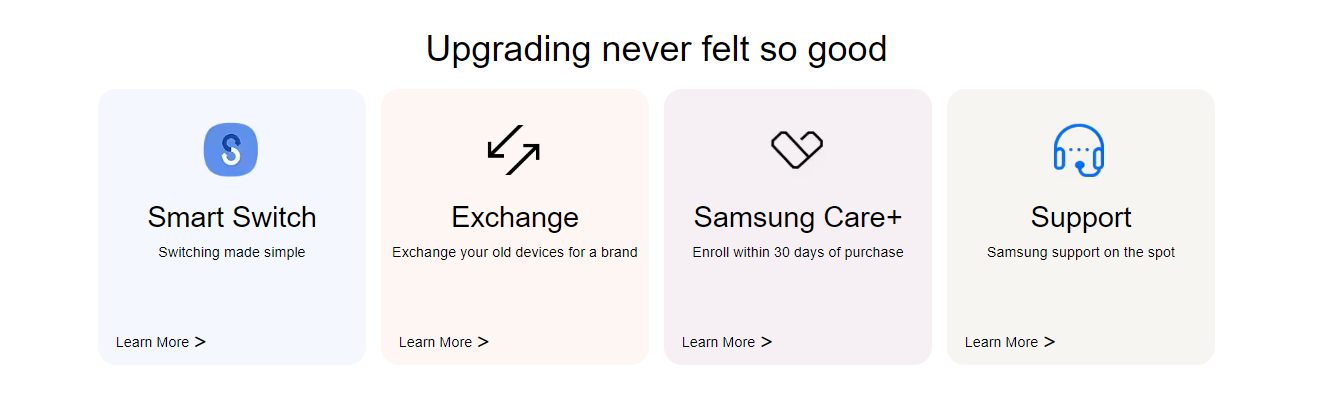 Upgrading never felt so good
Smart Switch
Switching made simple
Learn More >
Exchange
Exchange your old devices for a brand
Learn More >
Samsung Care+
Enroll within 30 days of purchase
Learn More >
Support
Samsung support on the spot
Learn More >